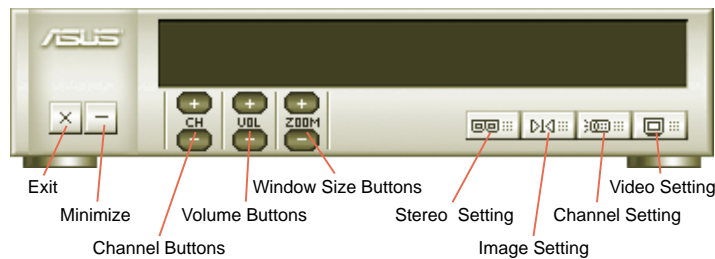 ASUS
CH
VOL
ZOOM
Exit
Window Size Buttons
Video Setting
Minimize
Volume Buttons
Stereo Setting
Channel Setting
Channel Buttons
Image Setting